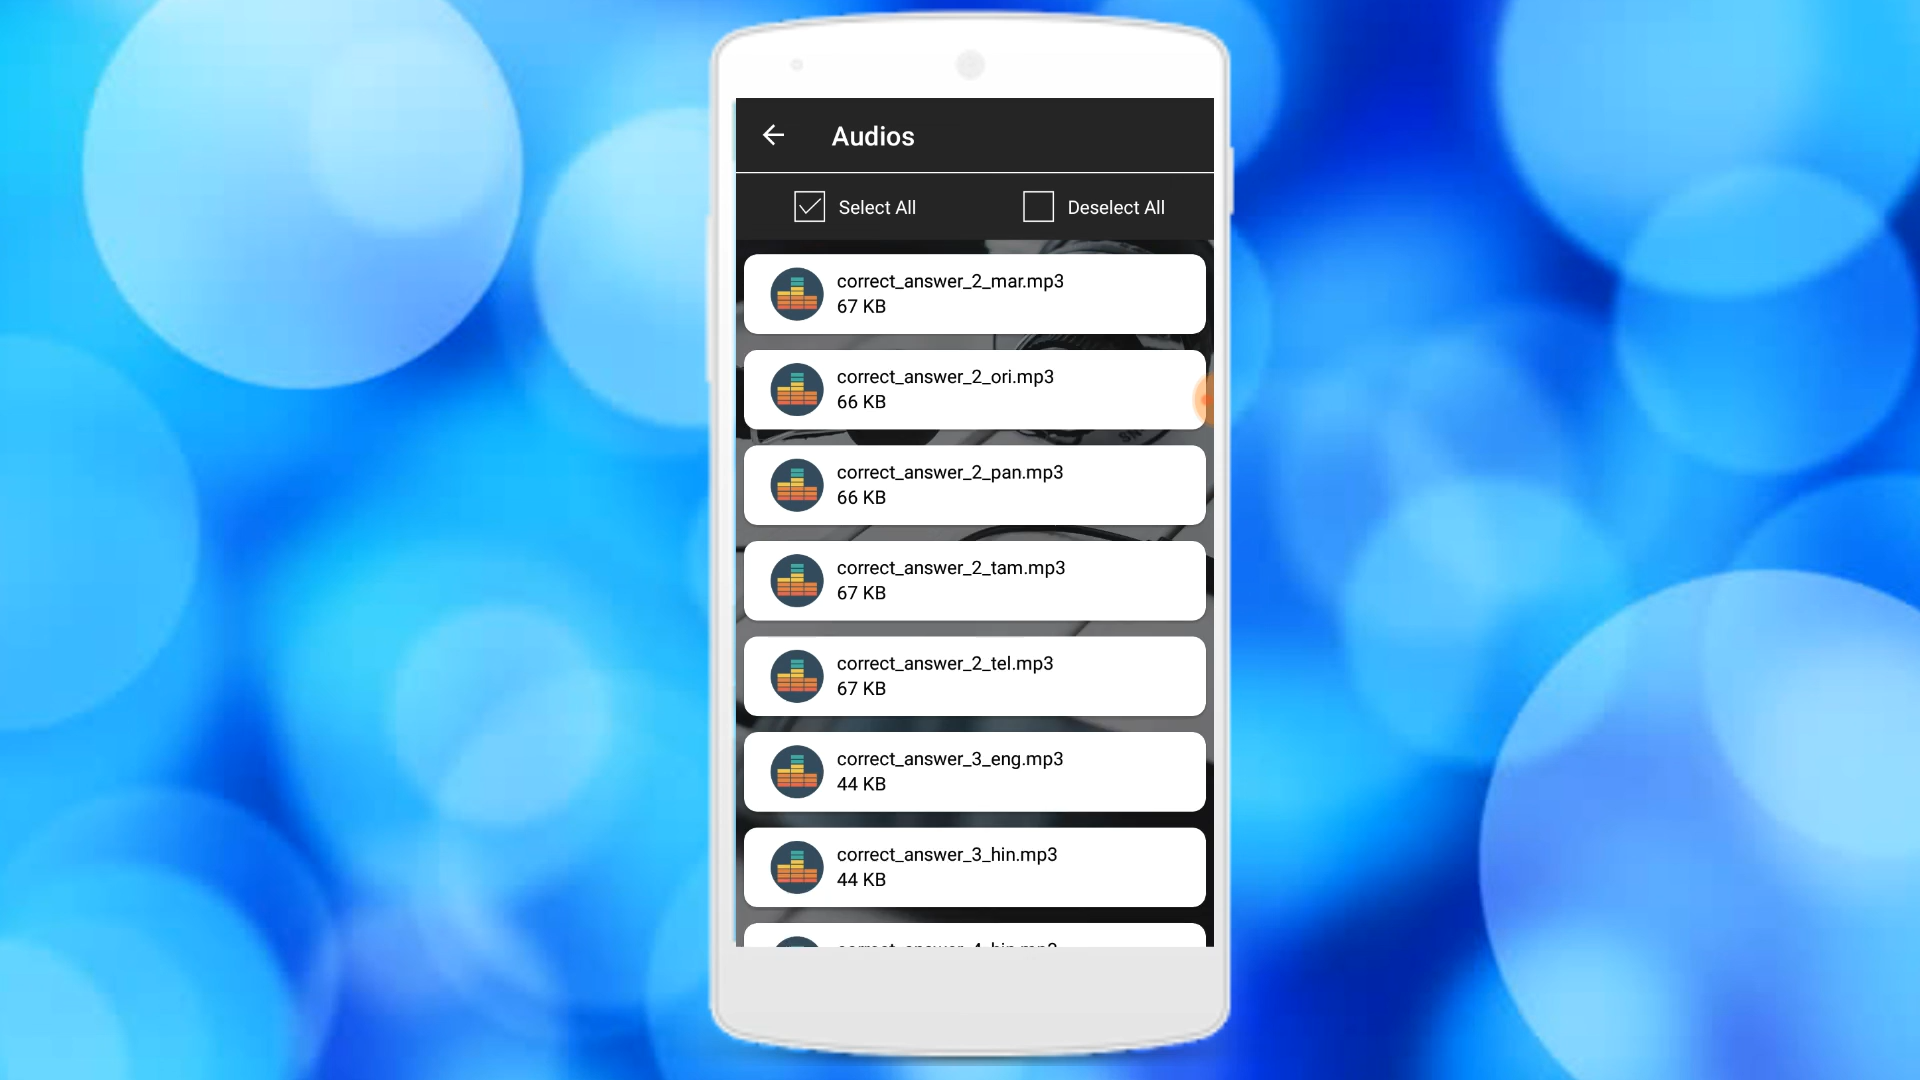 Audios
Select All
Deselect All
correct_answer_2_mar.mp3
67 KB
correct_answer_2_ori.mp3
66 KB
correct_answer_2_pan.mp3
66 KB
correct_answer_2_tam.mp3
67 KB
correct_answer_2_tel.mp3
67 KB
correct_answer_3_eng.mp3
44 KB
correct_answer_3_hin.mp3
44 KB